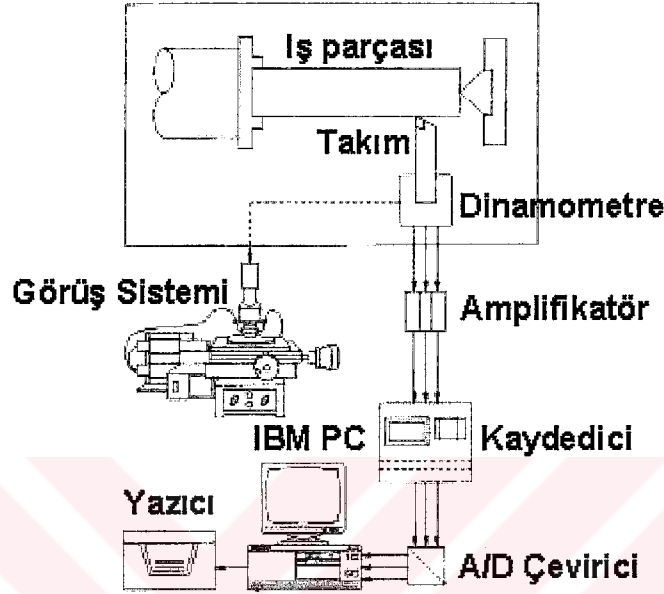 İş parçası
Takım
Dinamometre
Görüş Sistemi
Amplifikatör
IBM PC
Kaydedici
Yazıcı
A/D Çevirici